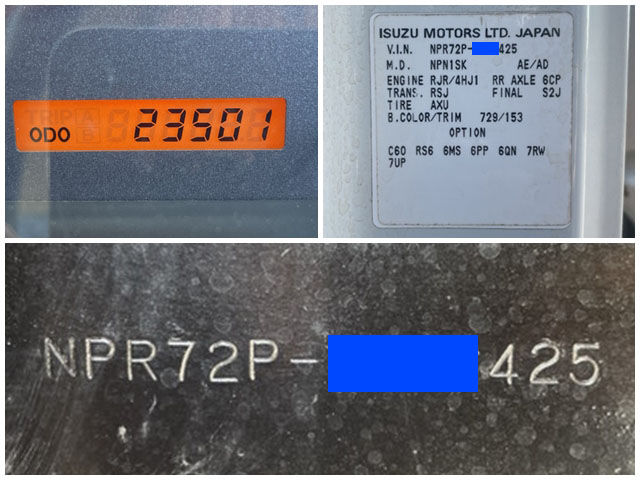 TRIP A
B
ODO 23501
ISUZU MOTORS LTD. JAPAN
V.I.N. NPR72P- 425
M.D. NPN1SK AE/AD
ENGINE RJR/4HJ1 RR AXLE 6CP
TRANS. RSJ FINAL S2J
TIRE AXU
B.COLOR/TRIM 729/153
OPTION
C60 RS6 6MS 6PP 6QN 7RW
7UP
NPR72P- 425